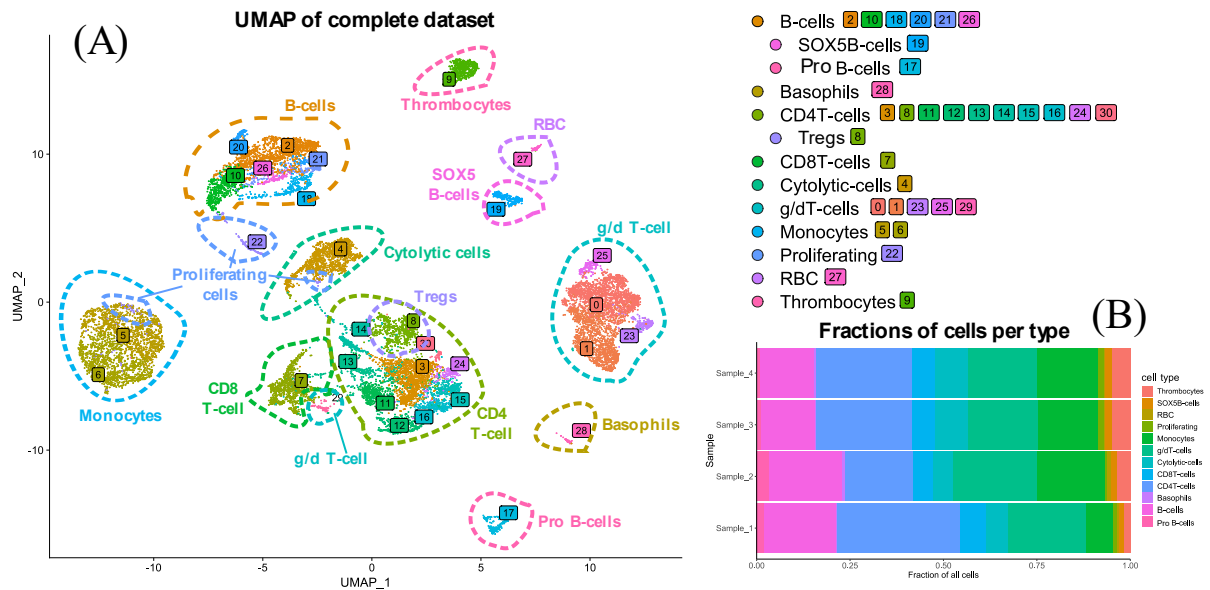 (A)
UMAP of complete dataset
UMAP_2
10
0
-10
-10
-5
0
5
10
UMAP_1
B-cells
20
2
21
26
10
18
Thrombocytes
9
RBC
27
SOX5
B-cells
19
22
Proliferating
cells
Cytolytic cells
4
g/d T-cell
25
0
23
1
Monocytes
5
6
Tregs
14
8
30
13
3
24
15
11
16
12
CD4
T-cell
CD8
T-cell
7
29
g/d T-cell
Basophils
28
Pro B-cells
17
B-cells 2 10 18 20 21 26
SOX5B-cells 19
Pro B-cells 17
Basophils 28
CD4T-cells 3 8 11 12 13 14 15 16 24 30
Tregs 8
CD8T-cells 7
Cytolytic-cells 4
g/dT-cells 0 1 23 25 29
Monocytes 5 6
Proliferating 22
RBC 27
Thrombocytes 9
(B)
Fractions of cells per type
Sample
Sample_4
Sample_3
Sample_2
Sample_1
0.00
0.25
0.50
0.75
1.00
Fraction of all cells
cell type
Thrombocytes
SOX5B-cells
RBC
Proliferating
Monocytes
g/dT-cells
Cytolytic-cells
CD8T-cells
CD4T-cells
Basophils
B-cells
Pro B-cells